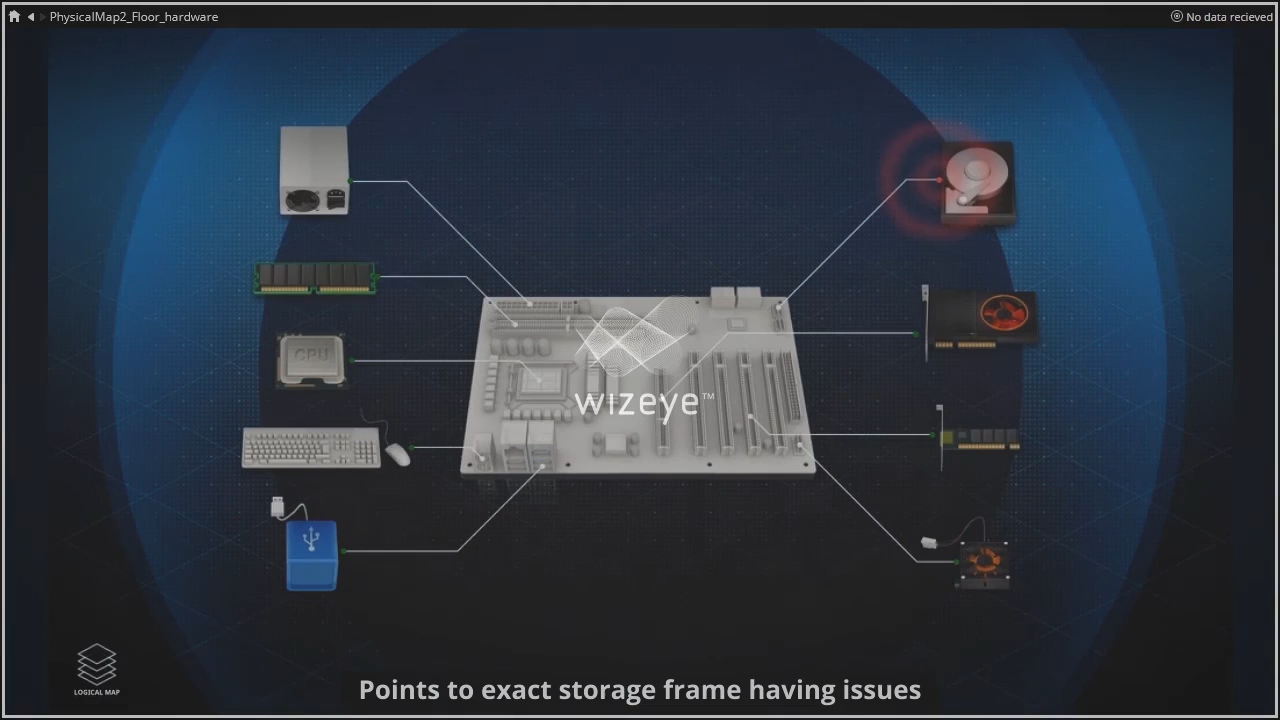 PhysicalMap2_Floor_hardware
No data recieved
CPU
wizeye™
LOGICAL MAP
Points to exact storage frame having issues